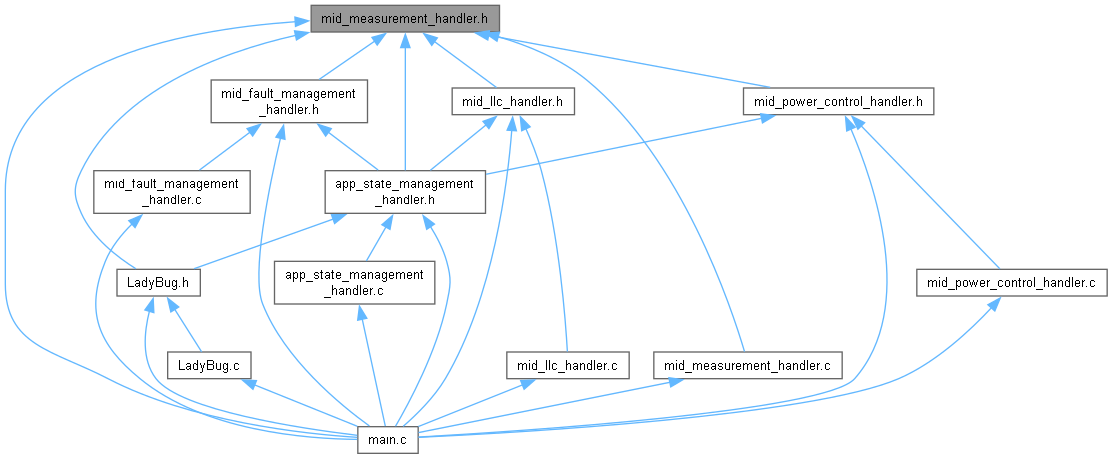 mid_measurement_handler.h
mid_fault_management
_handler.h
mid_llc_handler.h
mid_power_control_handler.h
mid_fault_management
_handler.c
app_state_management
_handler.h
LadyBug.h
app_state_management
_handler.c
mid_power_control_handler.c
LadyBug.c
mid_llc_handler.c
mid_measurement_handler.c
main.c